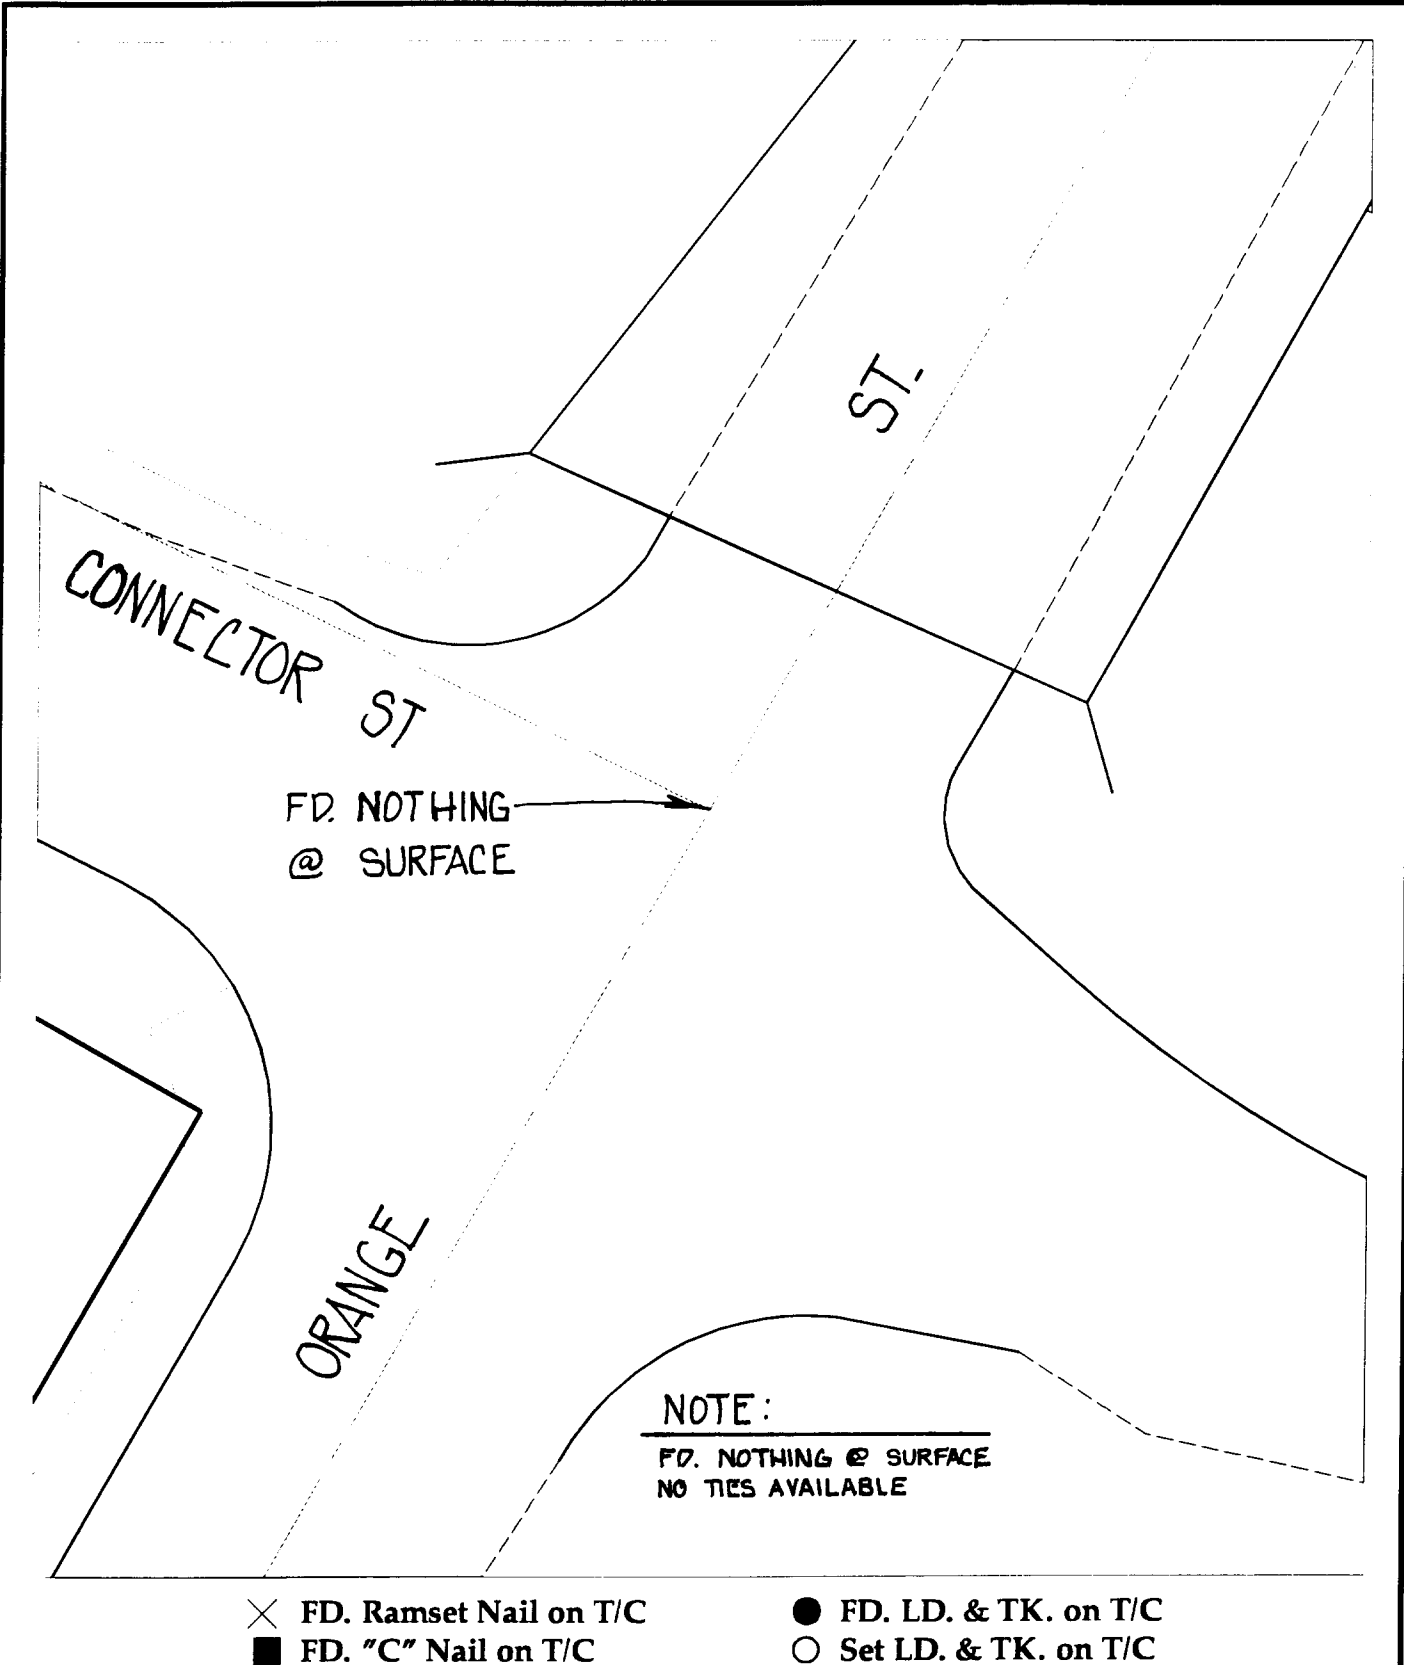 ST.
CONNECTOR ST
FD. NOTHING
@ SURFACE
ORANGE
NOTE:
FD. NOTHING @ SURFACE
NO TIES AVAILABLE
FD. Ramset Nail on T/C
FD. "C" Nail on T/C
FD. LD. & TK. on T/C
Set LD. & TK. on T/C